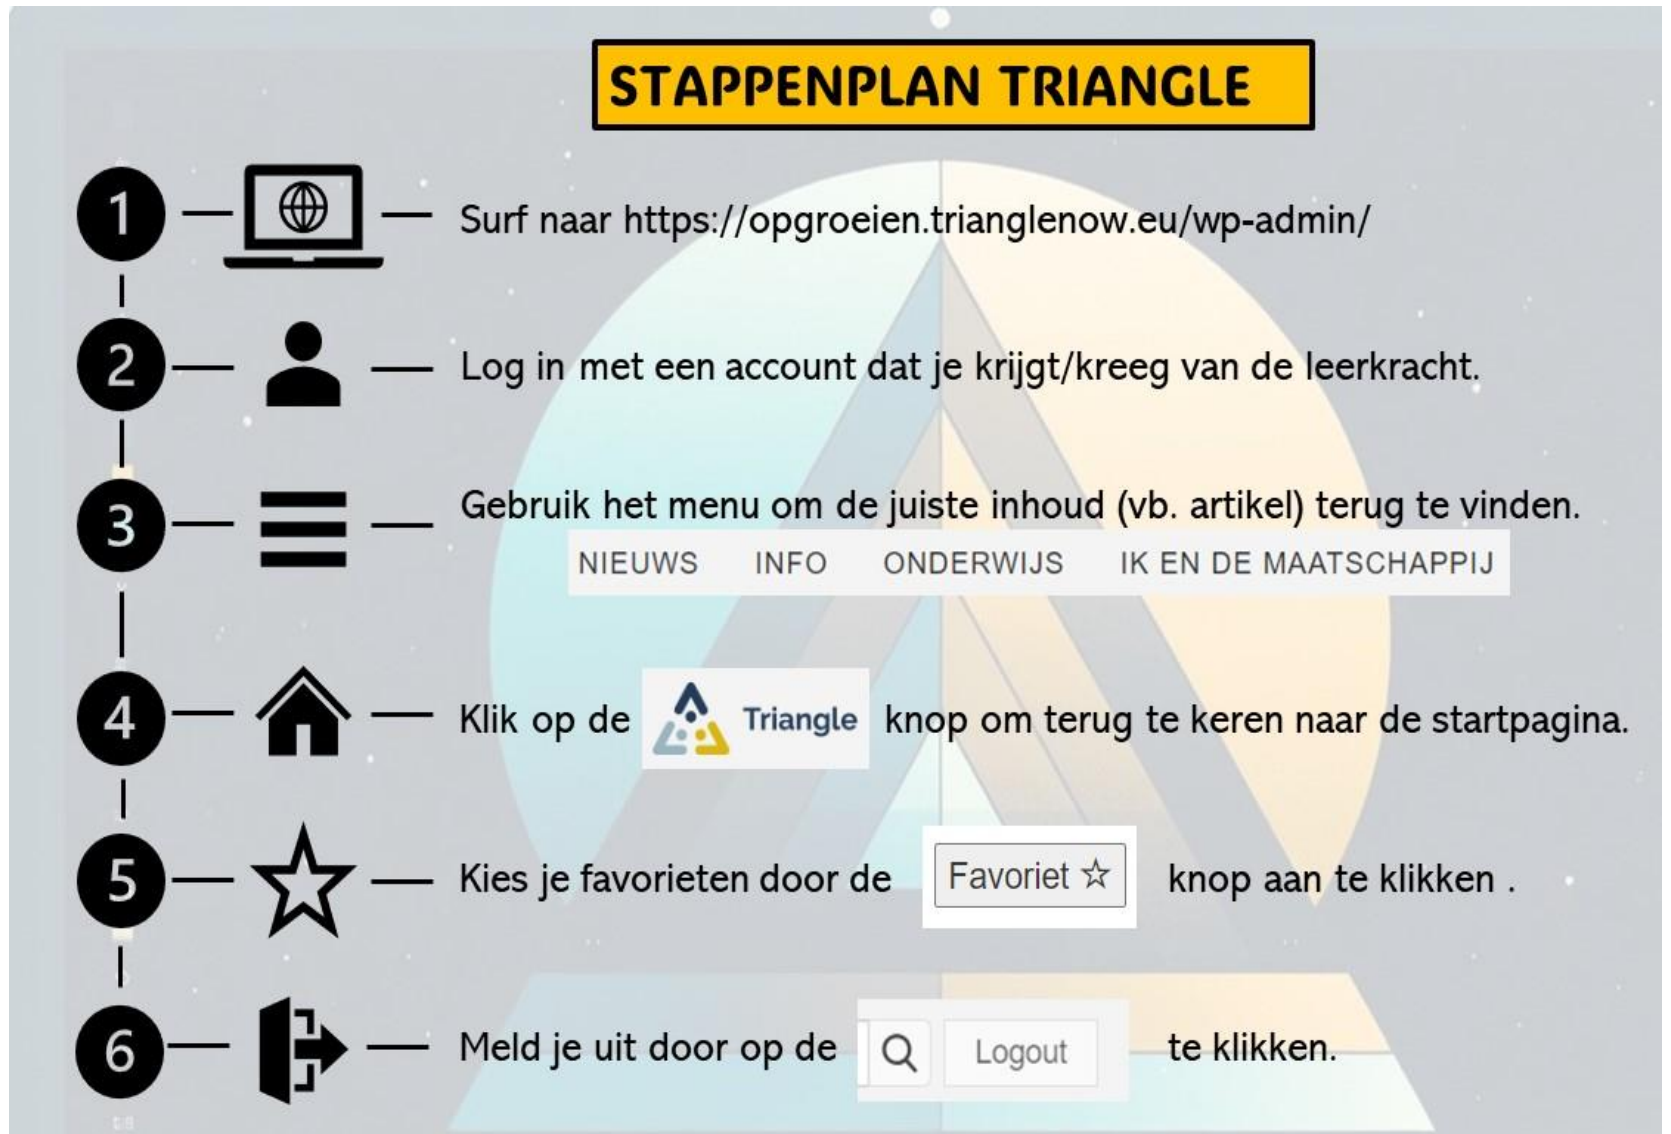 STAPPENPLAN TRIANGLE
1 Surf naar https://opgroeien.trianglenow.eu/wp-admin/
2 Log in met een account dat je krijgt/kreeg van de leerkracht.
3 Gebruik het menu om de juiste inhoud (vb. artikel) terug te vinden.
NIEUWS INFO ONDERWIJS IK EN DE MAATSCHAPPIJ
4 Klik op de Triangle knop om terug te keren naar de startpagina.
5 Kies je favorieten door de Favoriet ☆ knop aan te klikken .
6 Meld je uit door op de Logout te klikken.